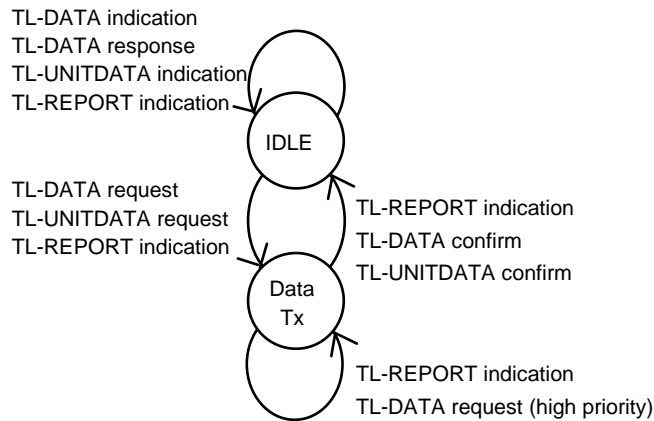 TL-DATA indication
TL-DATA response
TL-UNITDATA indication
TL-REPORT indication
IDLE
TL-DATA request
TL-UNITDATA request
TL-REPORT indication
TL-REPORT indication
TL-DATA confirm
TL-UNITDATA confirm
Data
Tx
TL-REPORT indication
TL-DATA request (high priority)